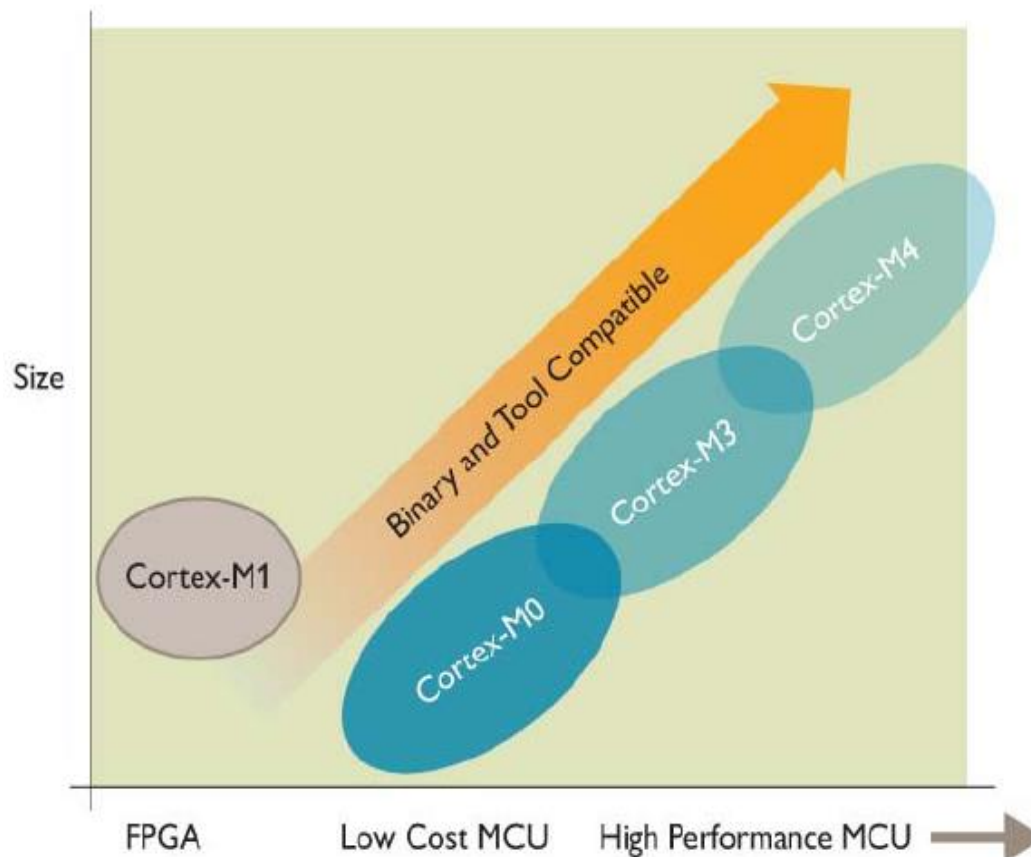 Size
Binary and Tool Compatible
Cortex-M4
Cortex-M3
Cortex-M1
Cortex-M0
FPGA
Low Cost MCU
High Performance MCU